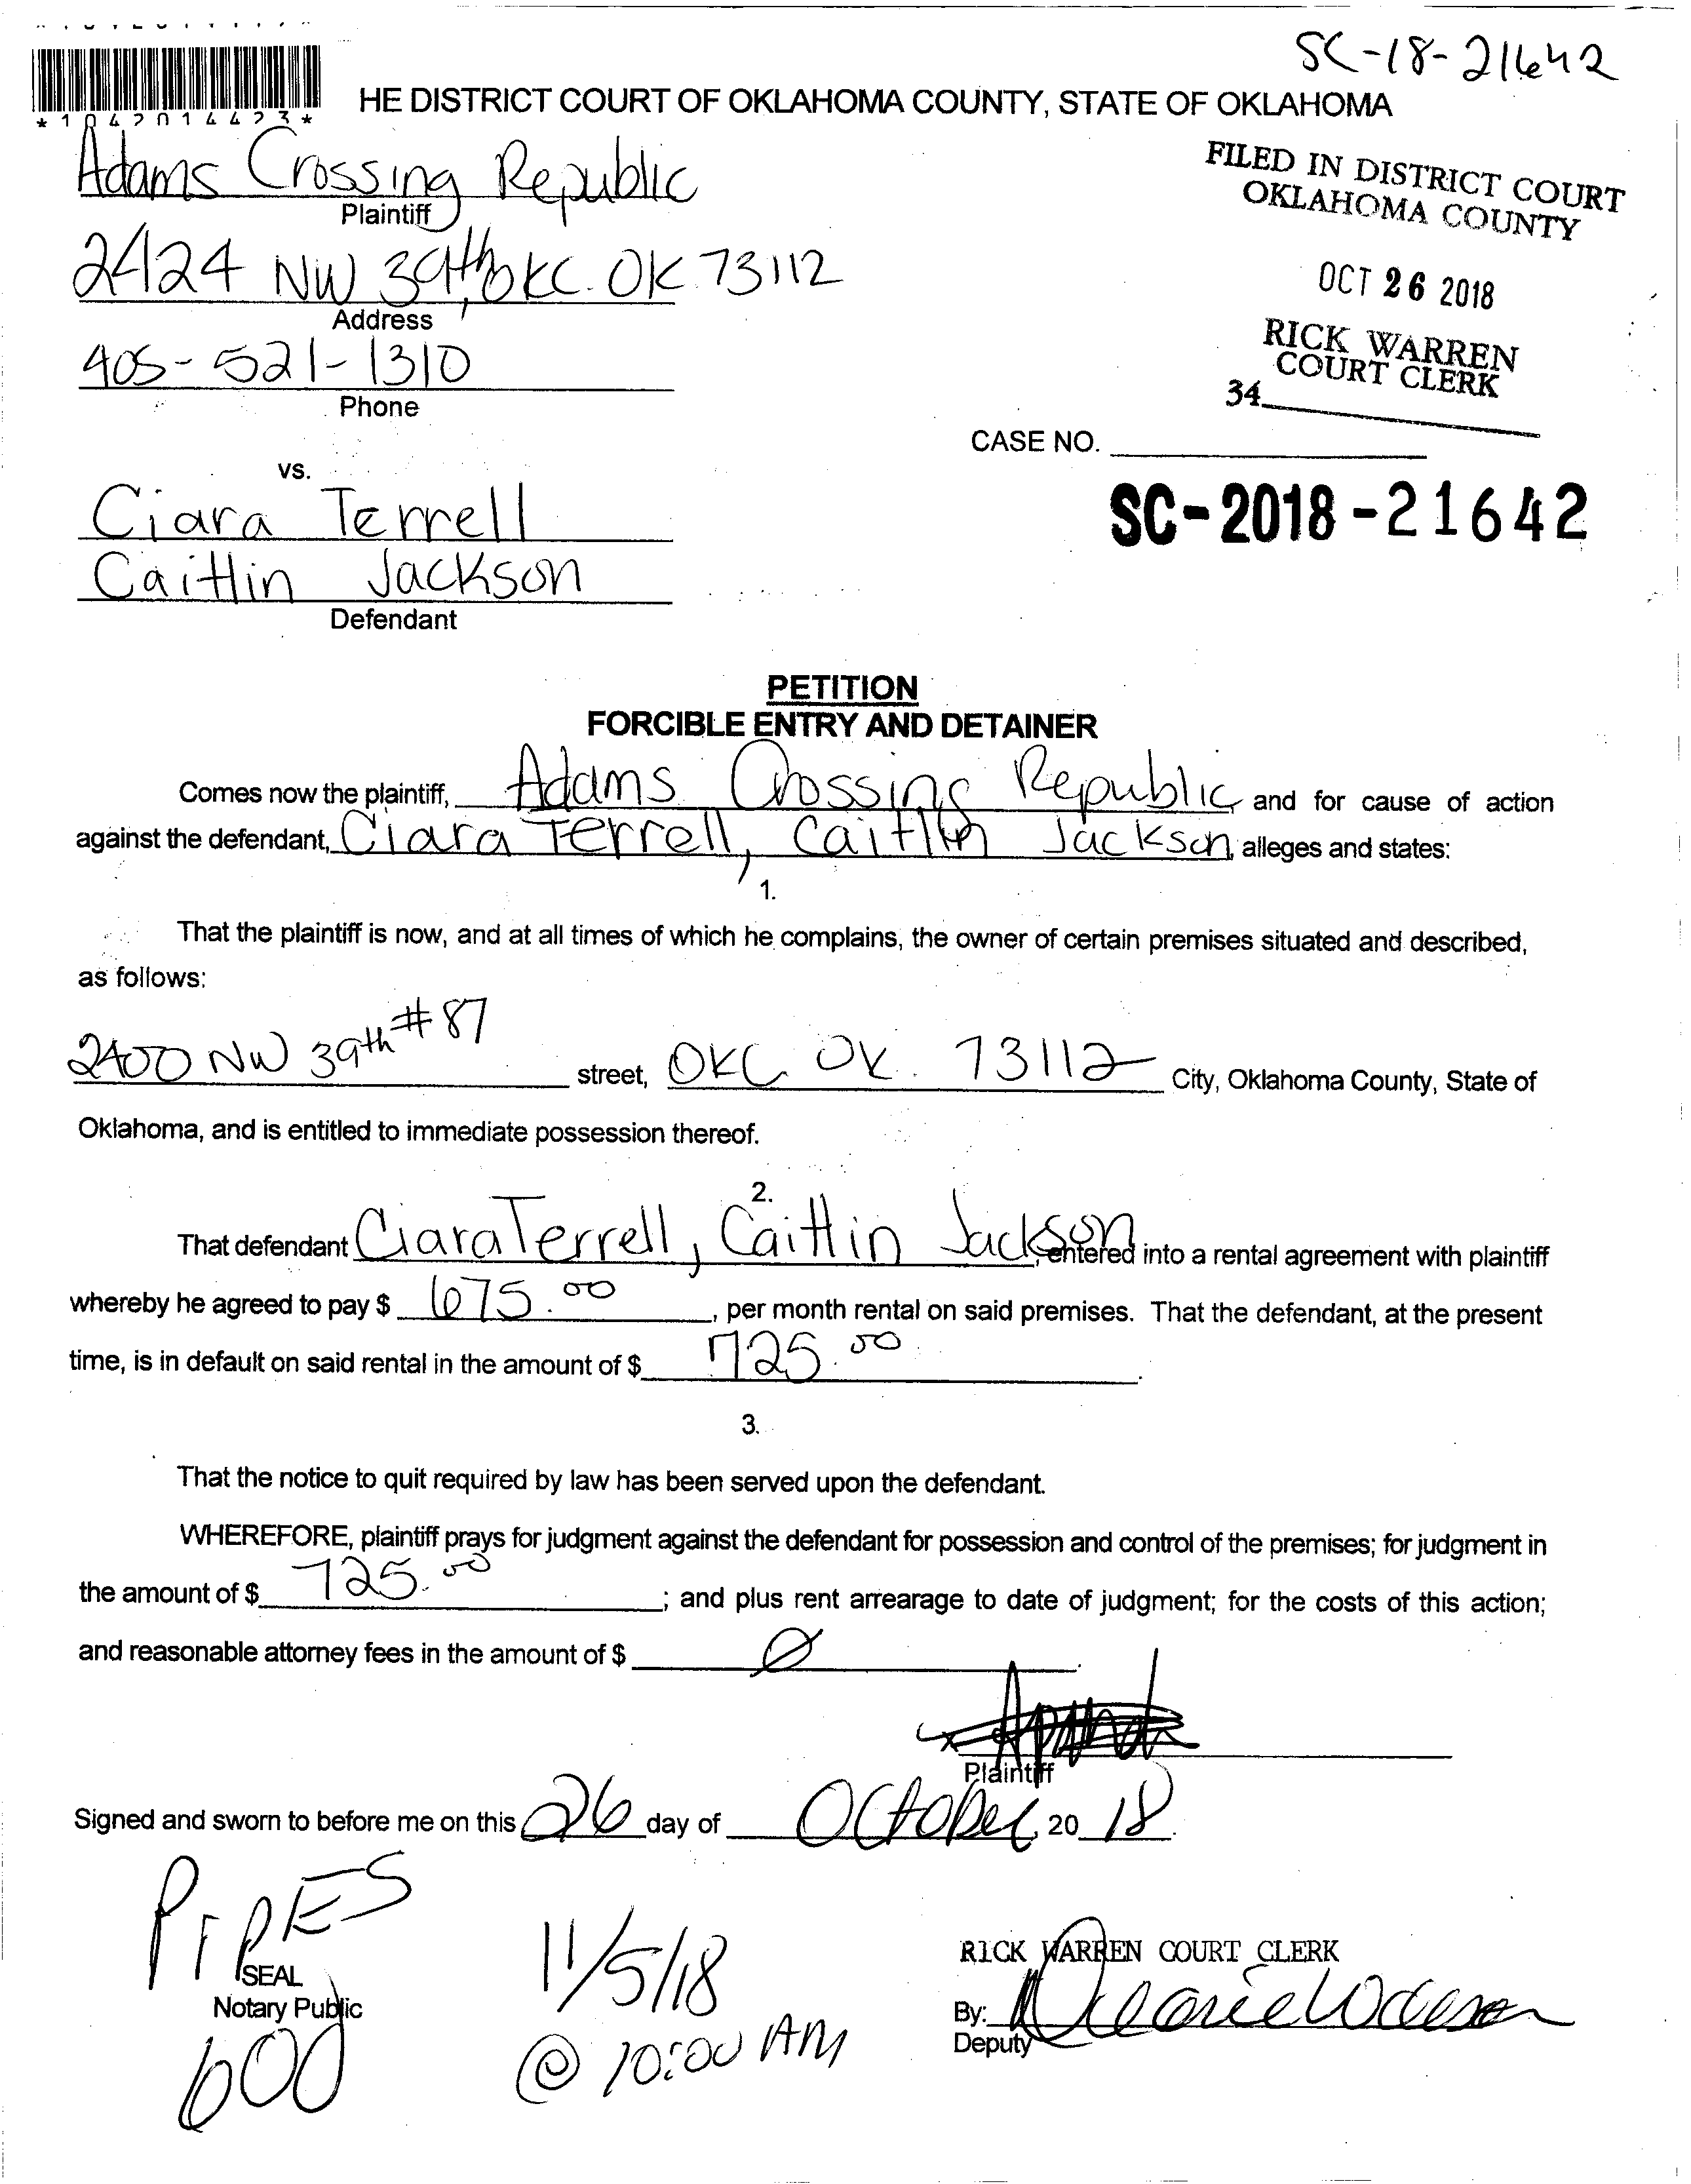 SC-18-21642
*1042014423*
HE DISTRICT COURT OF OKLAHOMA COUNTY, STATE OF OKLAHOMA
Adams Crossing Republic
Plaintiff
2424 NW 39th, OKC. OK 73112
Address
405-521-1310
Phone
FILED IN DISTRICT COURT
OKLAHOMA COUNTY
OCT 26 2018
RICK WARREN
COURT CLERK
34
CASE NO.
SC-2018-21642
VS.
Ciara Terrell
Caitlin Jackson
Defendant
PETITION
FORCIBLE ENTRY AND DETAINER
Comes now the plaintiff, Adams Crossing Republic, and for cause of action
against the defendant, Ciara Terrell, Caitlin Jackson, alleges and states:
1.
That the plaintiff is now, and at all times of which he complains, the owner of certain premises situated and described,
as follows:
2400 NW 39th #87 street, OKC OK. 73112 City, Oklahoma County, State of
Oklahoma, and is entitled to immediate possession thereof.
2.
That defendant Ciara Terrell, Caitlin Jackson, entered into a rental agreement with plaintiff
whereby he agreed to pay $ 675.00, per month rental on said premises. That the defendant, at the present
time, is in default on said rental in the amount of $ 725.00.
3.
That the notice to quit required by law has been served upon the defendant.
WHEREFORE, plaintiff prays for judgment against the defendant for possession and control of the premises; for judgment in
the amount of $ 725.00; and plus rent arrearage to date of judgment; for the costs of this action;
and reasonable attorney fees in the amount of $ Ø.
Plaintiff
Signed and sworn to before me on this 26 day of October, 20 18.
SEAL
Notary Public
600
11/5/18
@ 10:00 AM
RICK WARREN COURT CLERK
By:
Deputy